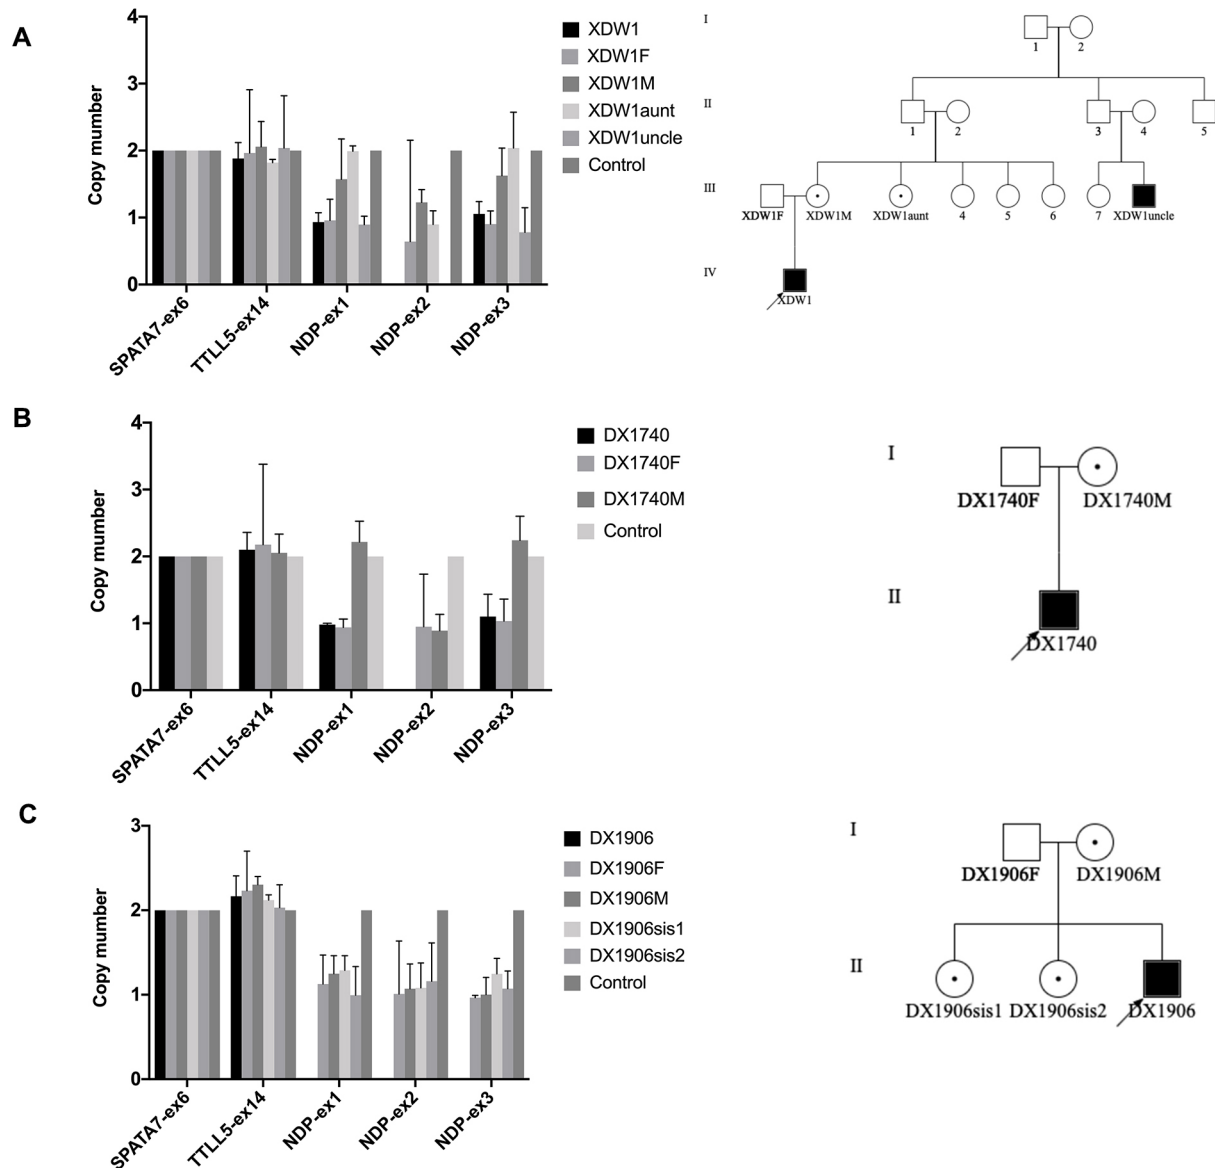 A
Copy mumber
4
3
2
1
0
SPATA7-ex6
TTLL5-ex14
NDP-ex1
NDP-ex2
NDP-ex3
XDW1
XDW1F
XDW1M
XDW1aunt
XDW1uncle
Control
I
1 2
II
1 2 3 4 5
III
XDW1F XDW1M XDW1aunt 4 5 6 7 XDW1uncle
IV
XDW1
B
Copy mumber
4
3
2
1
0
SPATA7-ex6
TTLL5-ex14
NDP-ex1
NDP-ex2
NDP-ex3
DX1740
DX1740F
DX1740M
Control
I
DX1740F DX1740M
II
DX1740
C
Copy mumber
3
2
1
0
SPATA7-ex6
TTLL5-ex14
NDP-ex1
NDP-ex2
NDP-ex3
DX1906
DX1906F
DX1906M
DX1906sis1
DX1906sis2
Control
I
DX1906F DX1906M
II
DX1906sis1 DX1906sis2 DX1906